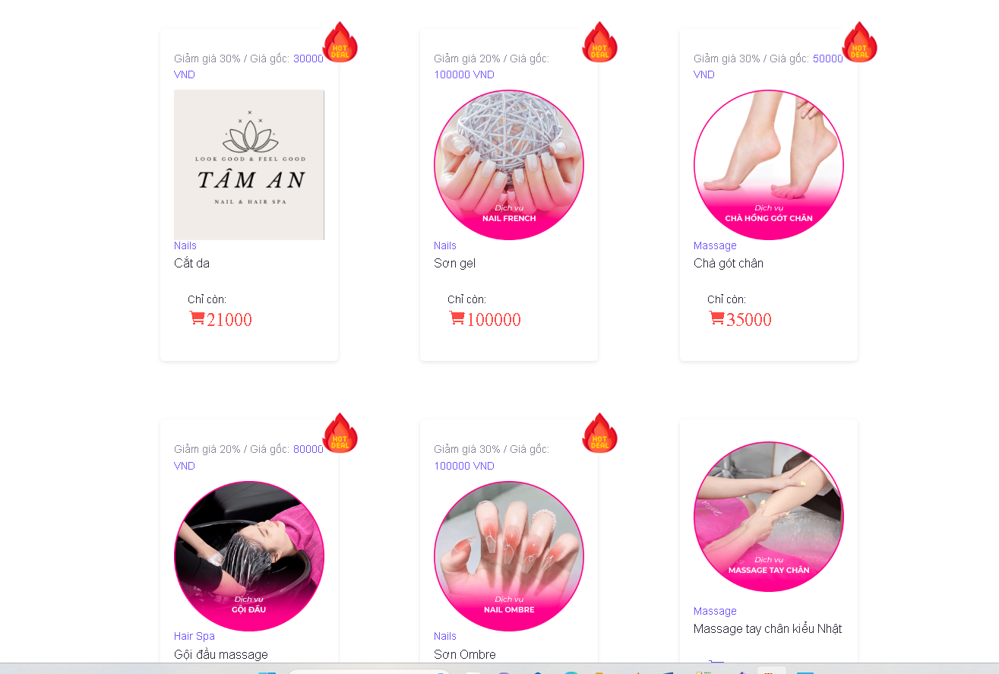 HOT
DEAL
Giảm giá 30% / Giá gốc: 30000
VND
LOOK GOOD & FEEL GOOD
TÂM AN
NAIL & HAIR SPA
Nails
Cắt da
Chỉ còn:
21000
HOT
DEAL
Giảm giá 20% / Giá gốc:
100000 VND
Dịch vụ
NAIL FRENCH
Nails
Sơn gel
Chỉ còn:
100000
HOT
DEAL
Giảm giá 30% / Giá gốc: 50000
VND
Dịch vụ
CHÀ HỒNG GÓT CHÂN
Massage
Chà gót chân
Chỉ còn:
35000
HOT
DEAL
Giảm giá 20% / Giá gốc: 80000
VND
Dịch vụ
GỘI ĐẦU
Hair Spa
Gội đầu massage
HOT
DEAL
Giảm giá 30% / Giá gốc:
100000 VND
Dịch vụ
NAIL OMBRE
Nails
Sơn Ombre
Dịch vụ
MASSAGE TAY CHÂN
Massage
Massage tay chân kiểu Nhật